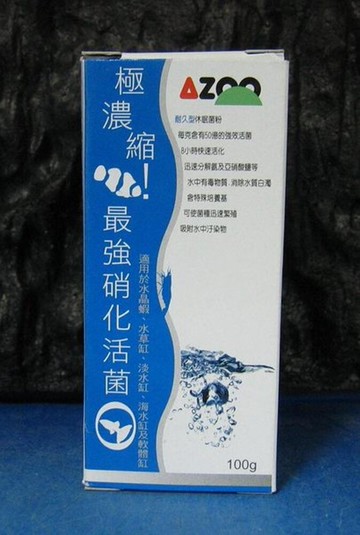 極濃縮!
最強硝化活菌
適用於水晶蝦、水草缸、淡水缸、海水缸及軟體缸
AZOO
耐久型休眠菌粉
每克含有50億的強效活菌
8小時快速活化
迅速分解氨及亞硝酸鹽等
水中有毒物質.消除水質白濁
含特殊培養基
可使菌種迅速繁殖
吸附水中汙染物
100g